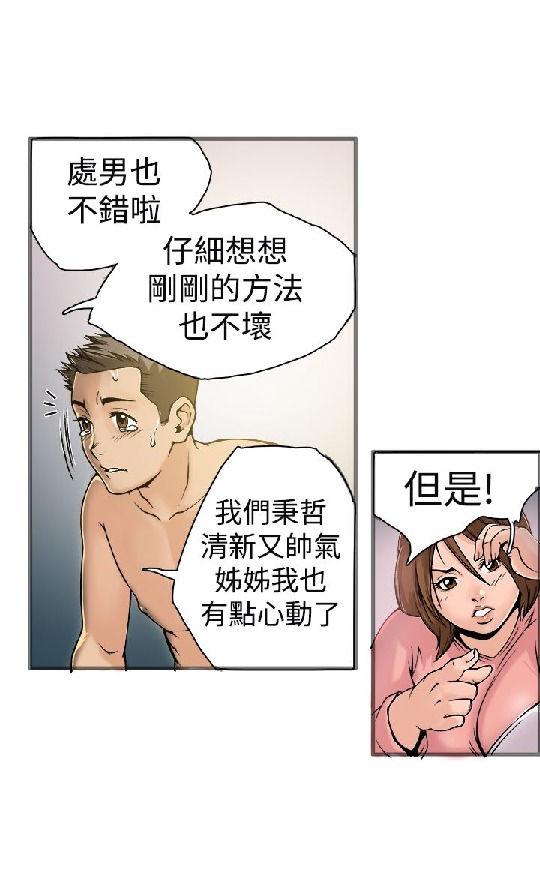 處男也
不錯啦
仔細想想
剛剛的方法
也不壞
我們秉哲
清新又帥氣
姊姊我也
有點心動了
但是!